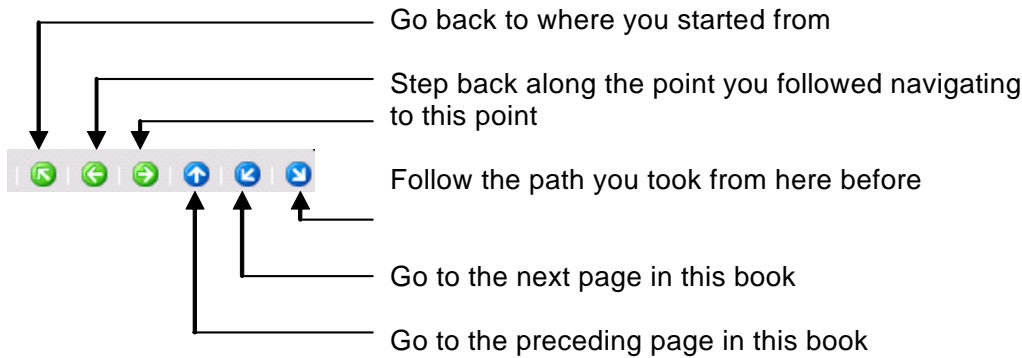 Go back to where you started from
Step back along the point you followed navigating
to this point
Follow the path you took from here before
Go to the next page in this book
Go to the preceding page in this book